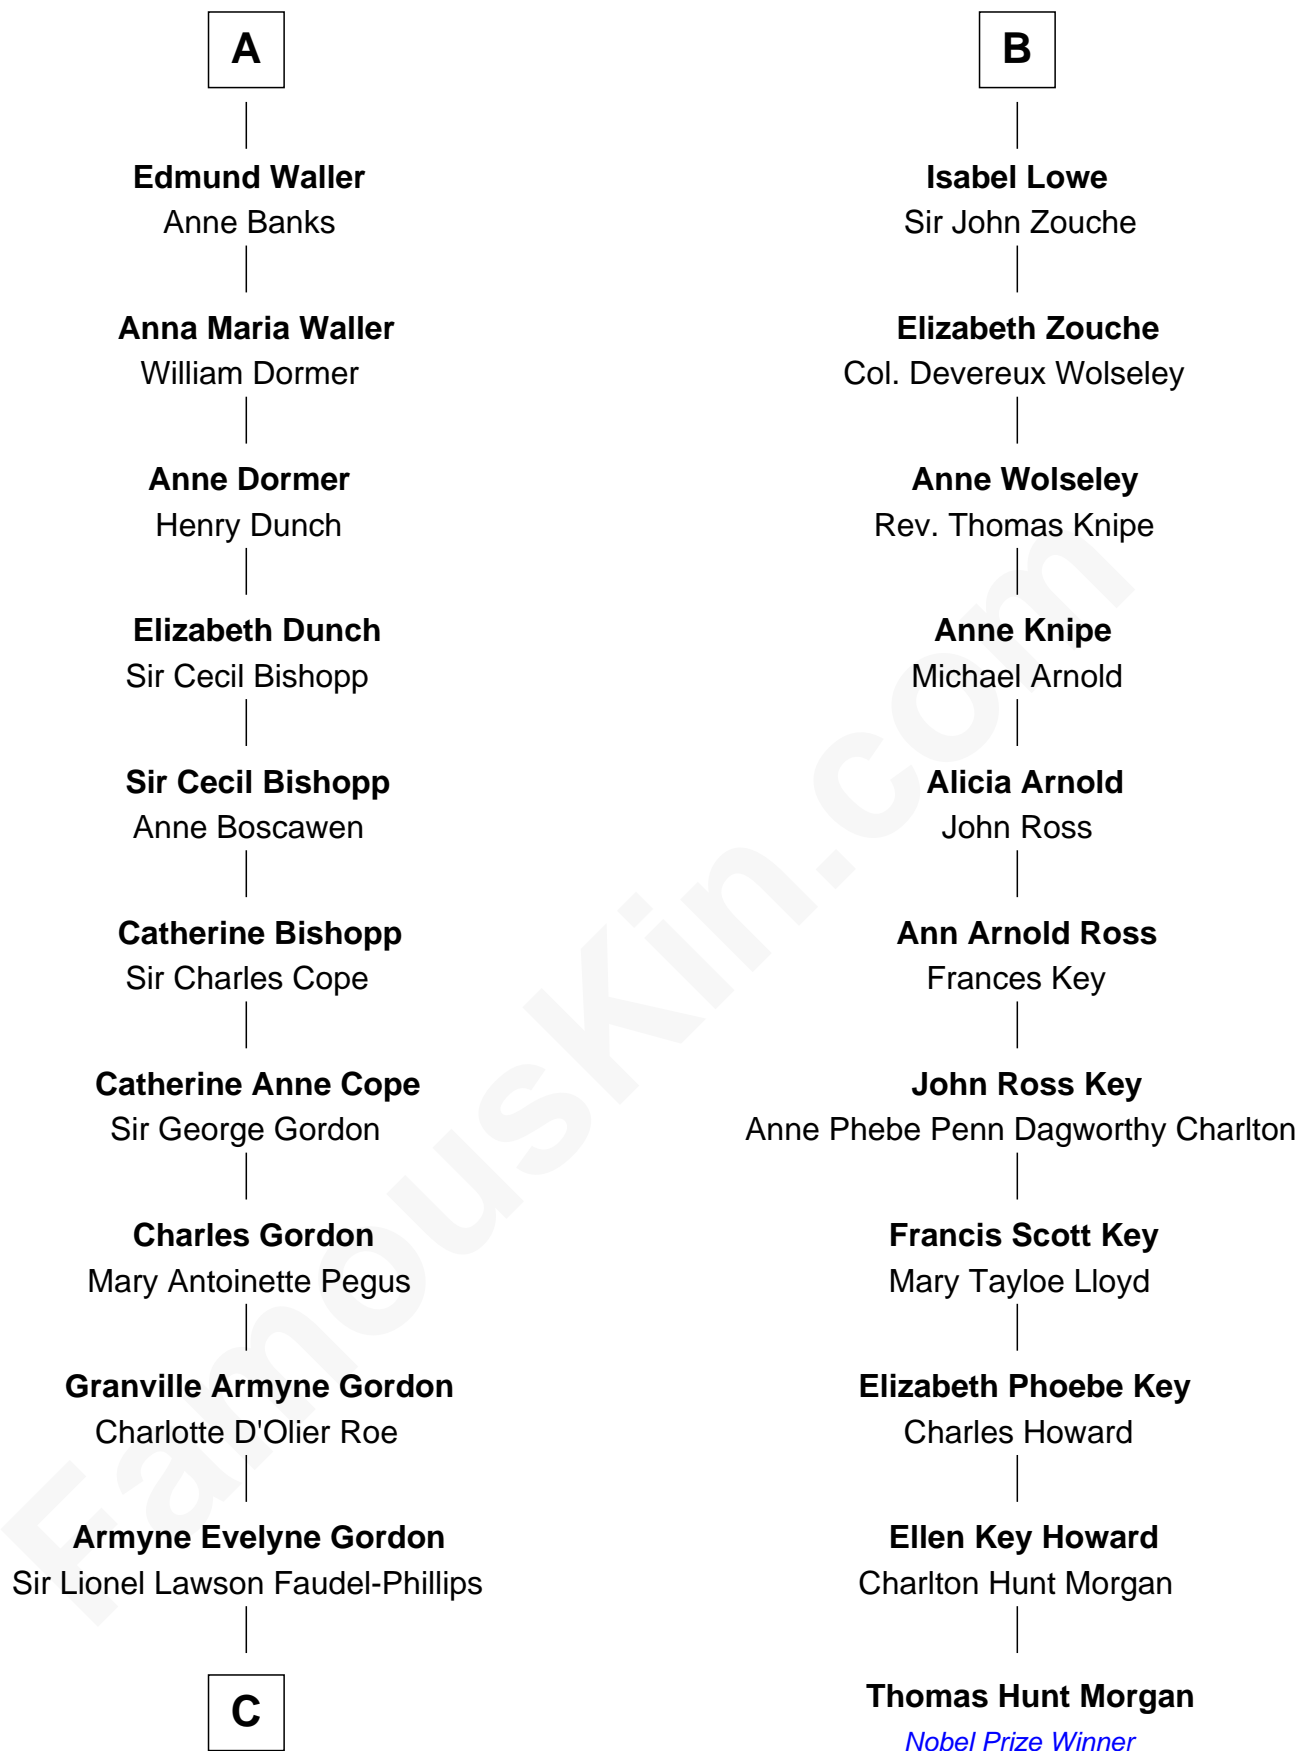 A
Edmund Waller
Anne Banks
Anna Maria Waller
William Dormer
Anne Dormer
Henry Dunch
Elizabeth Dunch
Sir Cecil Bishopp
Sir Cecil Bishopp
Anne Boscawen
Catherine Bishopp
Sir Charles Cope
Catherine Anne Cope
Sir George Gordon
Charles Gordon
Mary Antoinette Pegus
Granville Armyne Gordon
Charlotte D'Olier Roe
Armyne Evelyne Gordon
Sir Lionel Lawson Faudel-Phillips
C
B
Isabel Lowe
Sir John Zouche
Elizabeth Zouche
Col. Devereux Wolseley
Anne Wolseley
Rev. Thomas Knipe
Anne Knipe
Michael Arnold
Alicia Arnold
John Ross
Ann Arnold Ross
Frances Key
John Ross Key
Anne Phebe Penn Dagworthy Charlton
Francis Scott Key
Mary Tayloe Lloyd
Elizabeth Phoebe Key
Charles Howard
Ellen Key Howard
Charlton Hunt Morgan
Thomas Hunt Morgan
Nobel Prize Winner
FamousKin.com